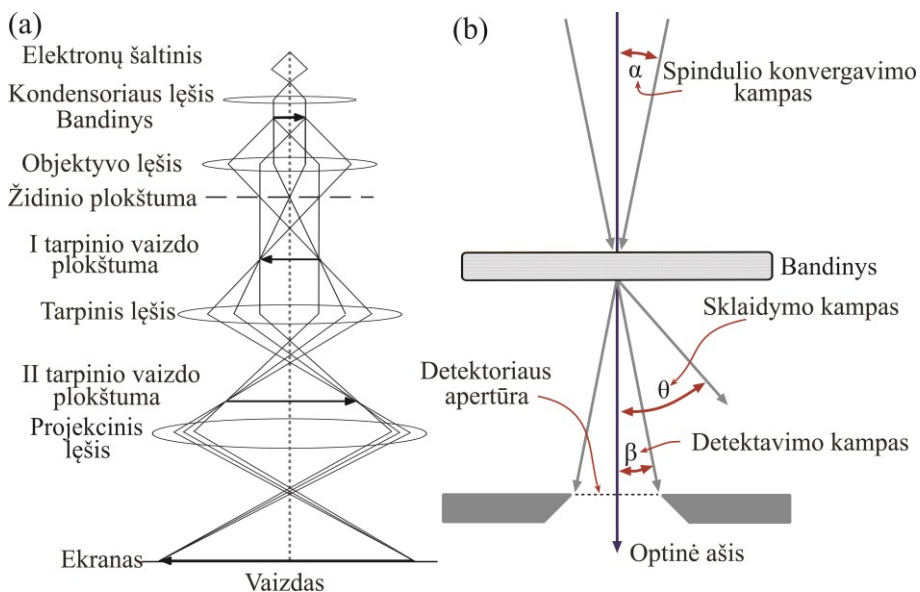 (a)
Elektronų šaltinis
Kondensoriaus lęšis
Bandinys
Objektyvo lęšis
Židinio plokštuma
I tarpinio vaizdo
plokštuma
Tarpinis lęšis
II tarpinio vaizdo
plokštuma
Projekcinis
lęšis
Ekranas
Vaizdas
(b)
α
Spindulio konvergavimo
kampas
Bandinys
Sklaidymo kampas
Detektoriaus
apertūra
θ
β
Detektavimo kampas
Optinė ašis